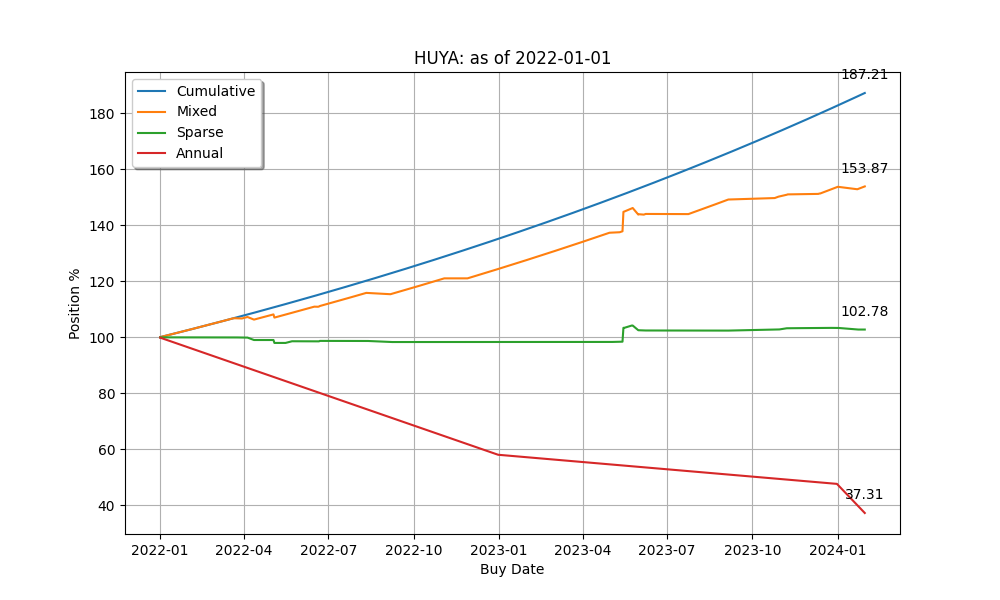 HUYA: as of 2022-01-01
187.21
Cumulative
Mixed
Sparse
Annual
153.87
102.78
37.31
180
160
140
120
100
80
60
40
Position %
2022-01 2022-04 2022-07 2022-10 2023-01 2023-04 2023-07 2023-10 2024-01
Buy Date